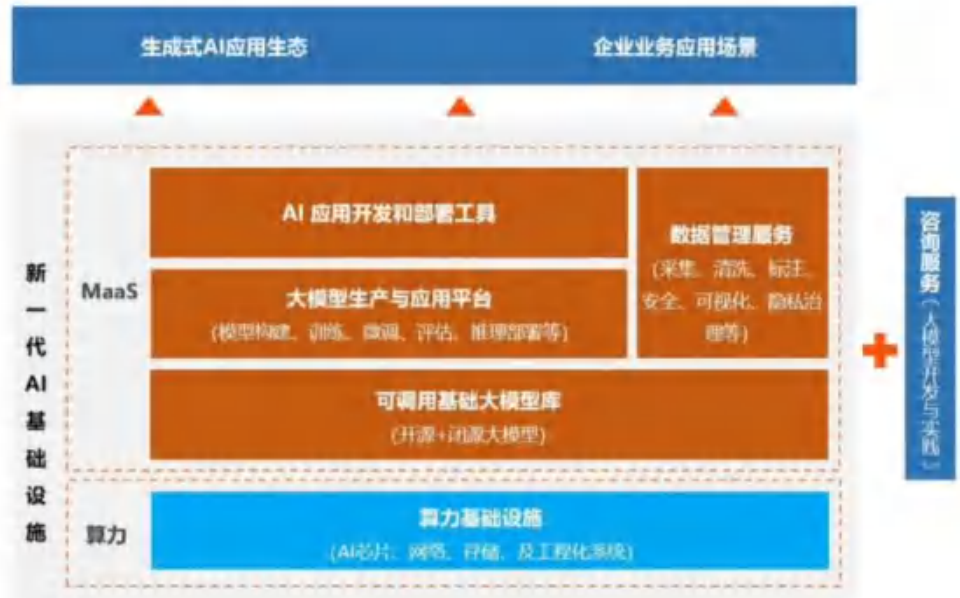 生成式AI应用生态
企业业务应用场景
新一代AI基础设施
MaaS
AI 应用开发和部署工具
大模型生产与应用平台
(模型构建、训练、微调、评估、推理部署等)
数据管理服务
(采集、清洗、标注、
安全、可视化、隐私治
理等)
可调用基础大模型库
(开源+闭源大模型)
算力
算力基础设施
(AI芯片、网络、存储、及工程化系统)
咨询服务(大模型开发与实践)